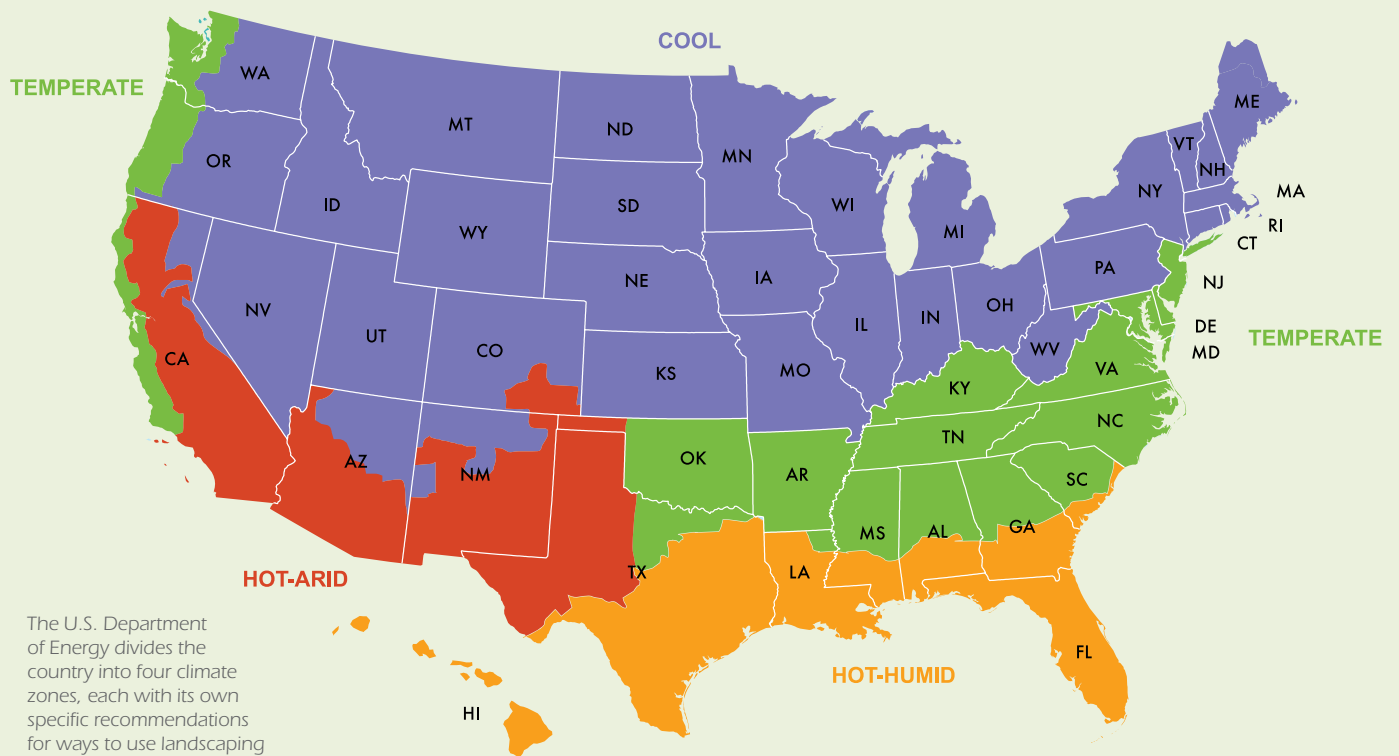 COOL
TEMPERATE
WA
MT
ND
MN
ME
VT
NH
OR
ID
WY
SD
WI
MI
NY
MA
RI
CT
NV
UT
CO
NE
IA
IL
IN
OH
PA
NJ
DE
MD
TEMPERATE
CA
KS
MO
WV
VA
KY
AZ
NM
OK
AR
TN
NC
SC
MS
AL
GA
TX
LA
FL
HOT-ARID
HOT-HUMID
HI
The U.S. Department
of Energy divides the
country into four climate
zones, each with its own
specific recommendations
for ways to use landscaping